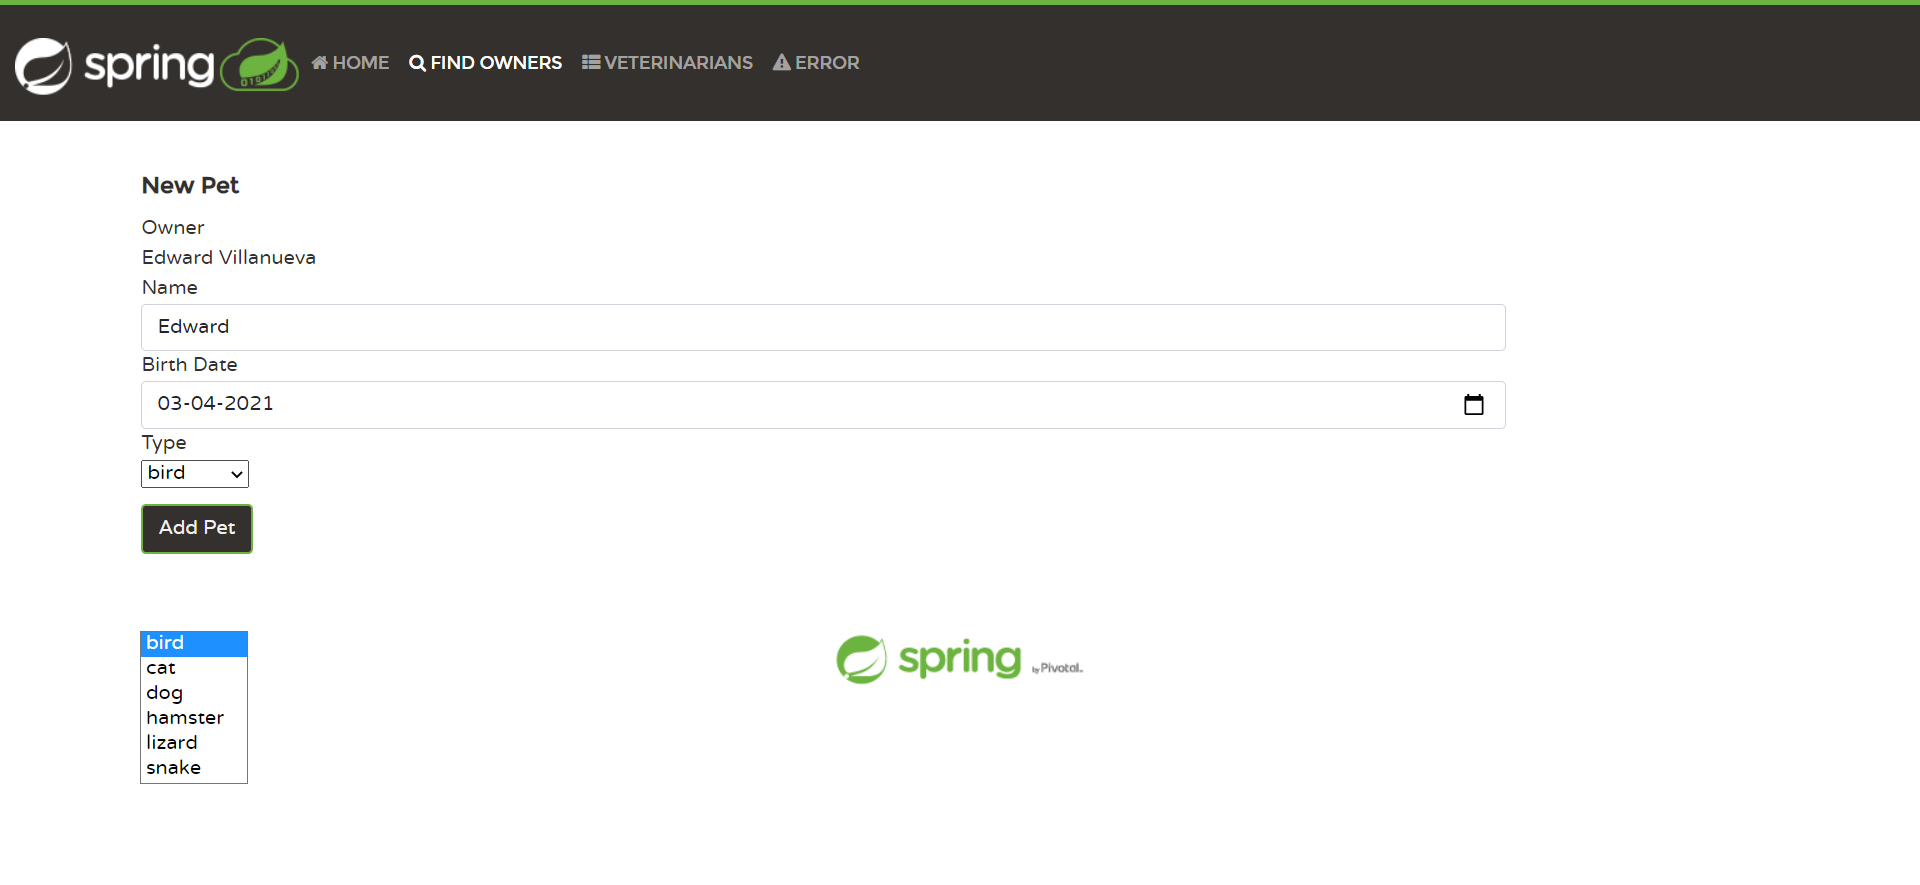 spring HOME FIND OWNERS VETERINARIANS ERROR
New Pet
Owner
Edward Villanueva
Name
Edward
Birth Date
03-04-2021
Type
bird
Add Pet
bird
cat
dog
hamster
lizard
snake
spring by Pivotal